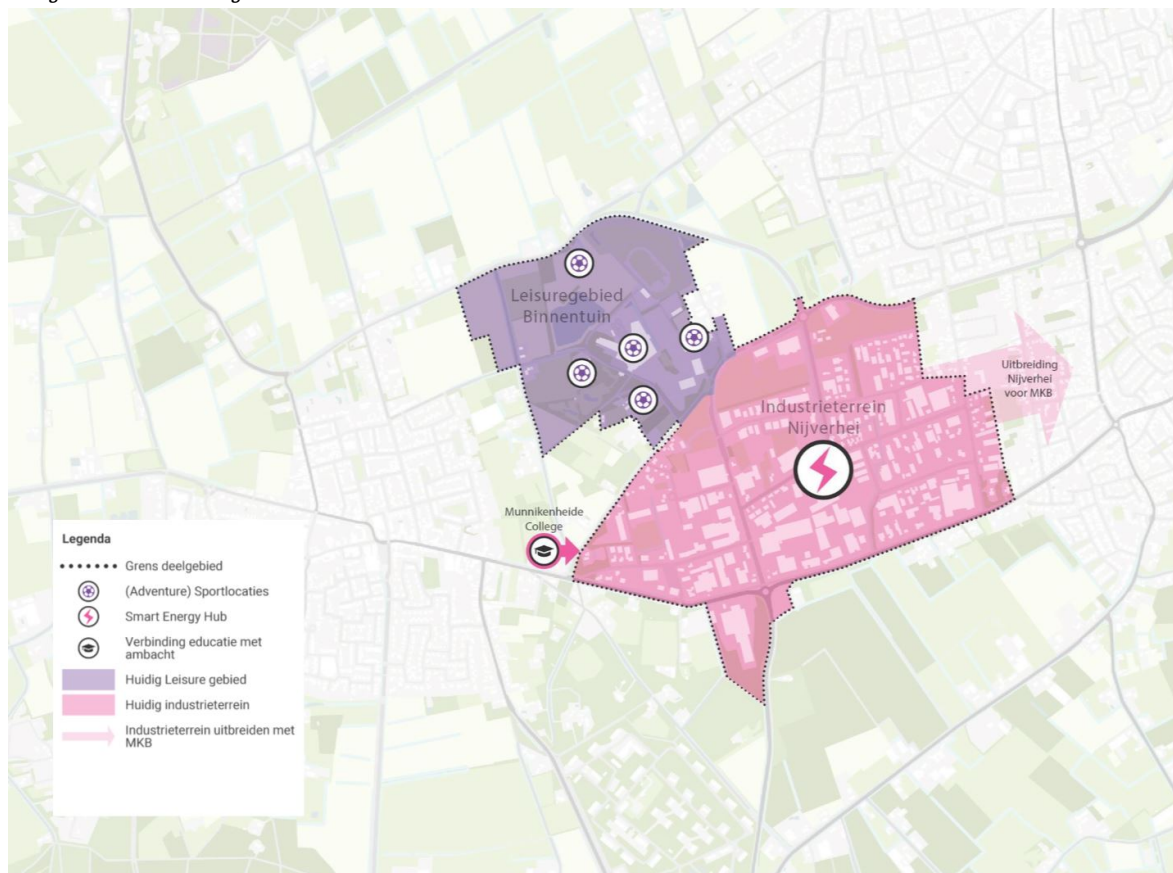 Leisuregebied
Binnentuin
Uitbreiding
Nijverhei
voor MKB
Industrieterrein
Nijverhei
Munnikenheide
College
Legenda
Grens deelgebied
(Adventure) Sportlocaties
Smart Energy Hub
Verbinding educatie met
ambacht
Huidig Leisure gebied
Huidig industrieterrein
Industrieterrein uitbreiden met
MKB